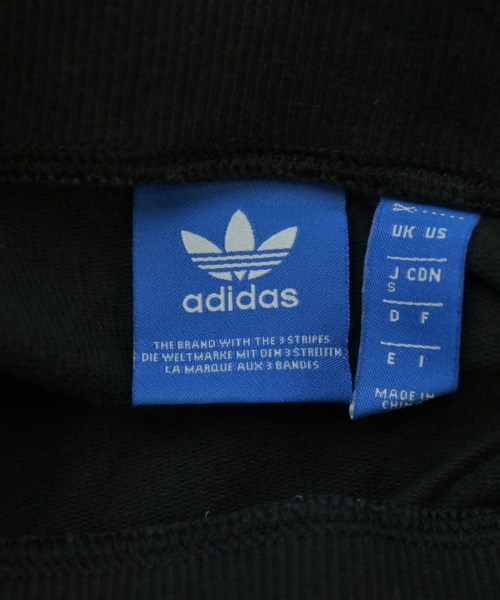 adidas
THE BRAND WITH THE 3 STRIPES
DIE WELTMARKE MIT DEN 3 STREIFEN
LA MARQUE AUX 3 BANDES
UK US
J CDN
S
D F
E I
MADE IN